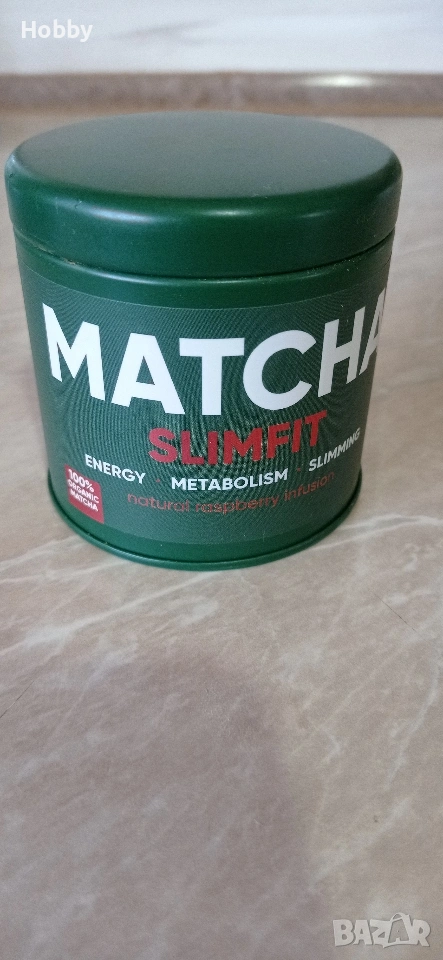 Hobby
MATCHA
SLIMFIT
ENERGY · METABOLISM · SLIMMING
natural raspberry infusion
100%
ORGANIC
MATCHA
BAZAR